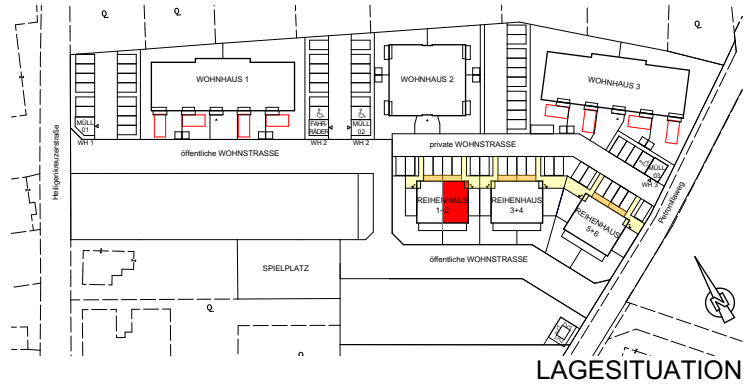 WOHNHAUS 1
WOHNHAUS 2
WOHNHAUS 3
MÜLL
01
WH 1
FAHR-
RÄDER
WH 2
MÜLL
02
WH 2
MÜLL
03
WH 3
Heiligenkreuzerstraße
öffentliche WOHNSTRASSE
private WOHNSTRASSE
Petronillaweg
REIHENHAUS
1+2
REIHENHAUS
3+4
REIHENHAUS
5+6
öffentliche WOHNSTRASSE
SPIELPLATZ
LAGESITUATION